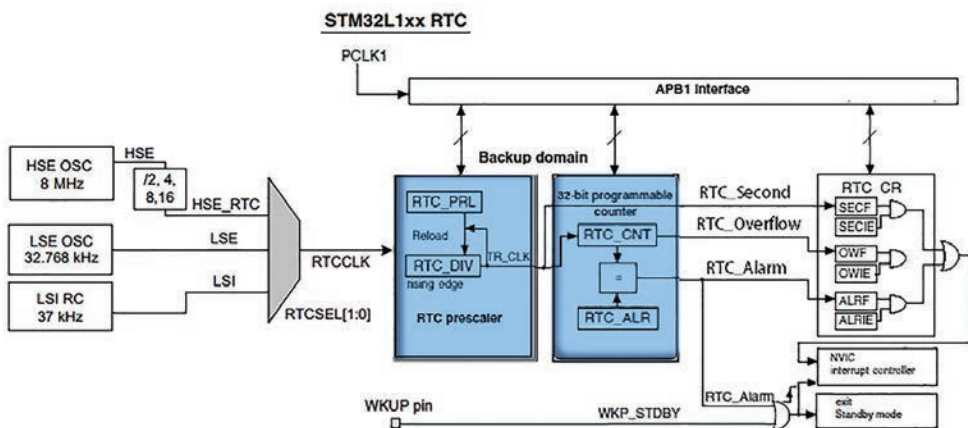 STM32L1xx RTC
PCLK1
APB1 interface
Backup domain
HSE OSC
8 MHz
HSE
/2, 4,
8,16
HSE_RTC
LSE OSC
32.768 kHz
LSE
LSI RC
37 kHz
LSI
RTCSEL[1:0]
RTCCLK
RTC_PRL
Reload
TR_CLK
RTC_DIV
rising edge
RTC prescaler
32-bit programmable
counter
RTC_CNT
=
RTC_ALR
RTC_Second
RTC_Overflow
RTC_Alarm
RTC_CR
SECF
SECIE
OWF
OWIE
ALRF
ALRIE
NVIC
interrupt controller
RTC_Alarm
exit
Standby mode
WKUP pin
WKP_STDBY